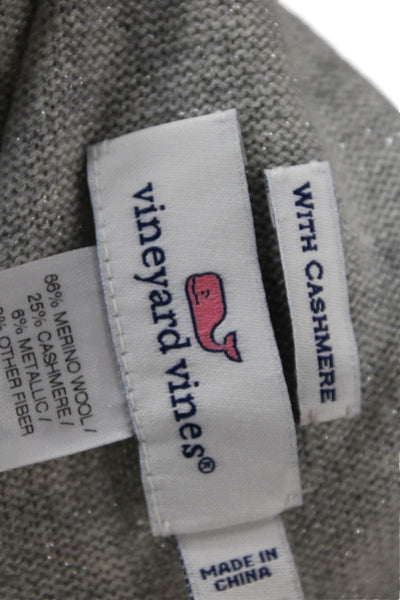 vineyard vines®
WITH CASHMERE
66% MERINO WOOL /
25% CASHMERE /
6% METALLIC /
% OTHER FIBER
MADE IN
CHINA